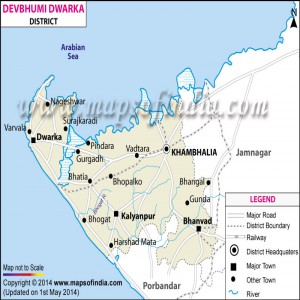 DEVBHUMI DWARKA
DISTRICT
N
Arabian
Sea
www.mapsofindia.com
Nageshwar
Surajkaradi
Varvala
Dwarka
Pindara
Gurgadh
Vadtara
KHAMBHALIA
Jamnagar
Bhatia
Bhopalko
Bhangal
Gunda
Bhogat
Kalyanpur
Bhanvad
Harshad Mata
Porbandar
LEGEND
Major Road
District Boundary
Railway
District Headquaters
Major Town
Other Town
River
Map not to Scale
Copyright © 2014 www.mapsofindia.com
(Updated on 1st May 2014)